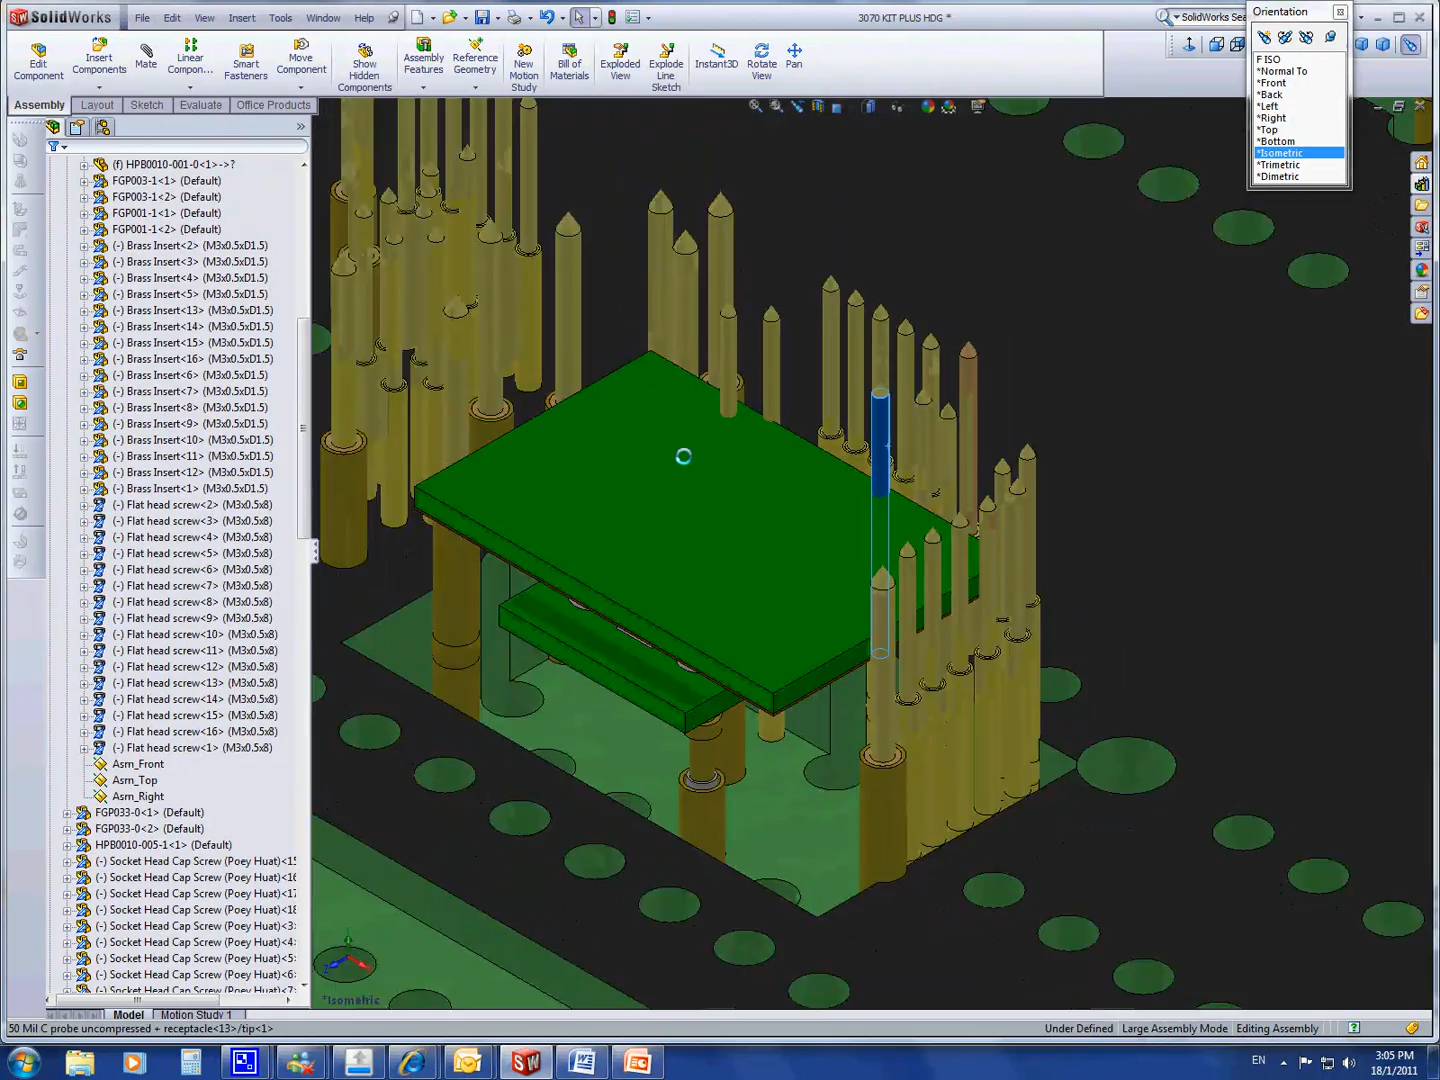 SolidWorks
File Edit View Insert Tools Window Help
3070 KIT PLUS HDG *
SolidWorks Sea
Orientation
Edit Component
Insert Components
Mate
Linear Compon...
Smart Fasteners
Move Component
Show Hidden Components
Assembly Features
Reference Geometry
New Motion Study
Bill of Materials
Exploded View
Explode Line Sketch
Instant3D
Rotate View
Pan
F ISO
*Normal To
*Front
*Back
*Left
*Right
*Top
*Bottom
*Isometric
*Trimetric
*Dimetric
Assembly Layout Sketch Evaluate Office Products
(f) HPB0010-001-0<1>->?
FGP003-1<1> (Default)
FGP003-1<2> (Default)
FGP001-1<1> (Default)
FGP001-1<2> (Default)
(-) Brass Insert<2> (M3x0.5xD1.5)
(-) Brass Insert<3> (M3x0.5xD1.5)
(-) Brass Insert<4> (M3x0.5xD1.5)
(-) Brass Insert<5> (M3x0.5xD1.5)
(-) Brass Insert<13> (M3x0.5xD1.5)
(-) Brass Insert<14> (M3x0.5xD1.5)
(-) Brass Insert<15> (M3x0.5xD1.5)
(-) Brass Insert<16> (M3x0.5xD1.5)
(-) Brass Insert<6> (M3x0.5xD1.5)
(-) Brass Insert<7> (M3x0.5xD1.5)
(-) Brass Insert<8> (M3x0.5xD1.5)
(-) Brass Insert<9> (M3x0.5xD1.5)
(-) Brass Insert<10> (M3x0.5xD1.5)
(-) Brass Insert<11> (M3x0.5xD1.5)
(-) Brass Insert<12> (M3x0.5xD1.5)
(-) Brass Insert<1> (M3x0.5xD1.5)
(-) Flat head screw<2> (M3x0.5x8)
(-) Flat head screw<3> (M3x0.5x8)
(-) Flat head screw<4> (M3x0.5x8)
(-) Flat head screw<5> (M3x0.5x8)
(-) Flat head screw<6> (M3x0.5x8)
(-) Flat head screw<7> (M3x0.5x8)
(-) Flat head screw<8> (M3x0.5x8)
(-) Flat head screw<9> (M3x0.5x8)
(-) Flat head screw<10> (M3x0.5x8)
(-) Flat head screw<11> (M3x0.5x8)
(-) Flat head screw<12> (M3x0.5x8)
(-) Flat head screw<13> (M3x0.5x8)
(-) Flat head screw<14> (M3x0.5x8)
(-) Flat head screw<15> (M3x0.5x8)
(-) Flat head screw<16> (M3x0.5x8)
(-) Flat head screw<1> (M3x0.5x8)
Asm_Front
Asm_Top
Asm_Right
FGP033-0<1> (Default)
FGP033-0<2> (Default)
HPB0010-005-1<1> (Default)
(-) Socket Head Cap Screw (Poey Huat)<15
(-) Socket Head Cap Screw (Poey Huat)<16
(-) Socket Head Cap Screw (Poey Huat)<17
(-) Socket Head Cap Screw (Poey Huat)<18
(-) Socket Head Cap Screw (Poey Huat)<3>
(-) Socket Head Cap Screw (Poey Huat)<4>
(-) Socket Head Cap Screw (Poey Huat)<5>
(-) Socket Head Cap Screw (Poey Huat)<6>
(-) Socket Head Cap Screw (Poey Huat)<7>
Z
*Isometric
Model Motion Study 1
50 Mil C probe uncompressed + receptacle<13>/tip<1>
Under Defined Large Assembly Mode Editing Assembly
EN
3:05 PM
18/1/2011